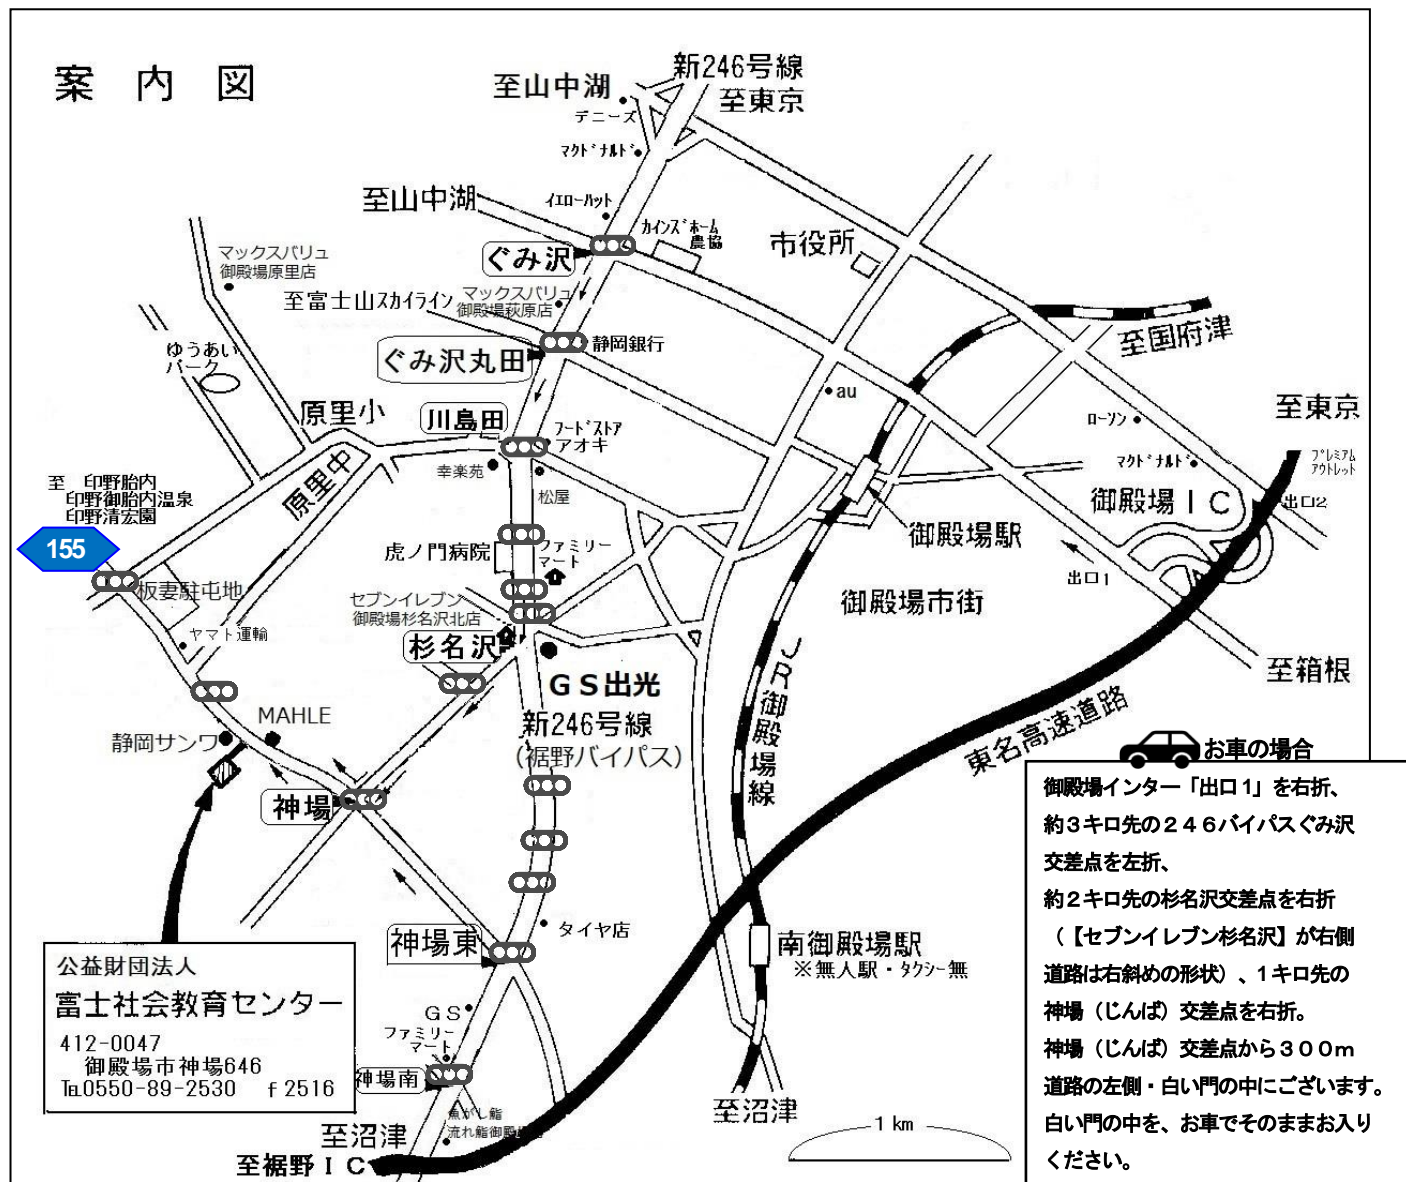 案内図
新246号線
至東京
至山中湖
デニーズ
マクドナルド
至山中湖
イエローハット
カインズホーム
農協
市役所
ぐみ沢
マックスバリュ
御殿場原里店
至富士山スカイライン
マックスバリュ
御殿場萩原店
静岡銀行
至国府津
ゆうあい
パーク
ぐみ沢丸田
au
至東京
ローソン
原里小
川島田
フードストア
アオキ
プレミアム
アウトレット
マクドナルド
原里中
幸楽苑
松屋
至 印野胎内
印野御胎内温泉
印野清宏園
御殿場IC
出口2
155
虎ノ門病院
ファミリー
マート
御殿場駅
出口1
板妻駐屯地
セブンイレブン
御殿場杉名沢北店
御殿場市街
ヤマト運輸
杉名沢
JR御殿場線
至箱根
GS出光
新246号線
(裾野バイパス)
MAHLE
静岡サンワ
東名高速道路
神場
お車の場合
御殿場インター「出口1」を右折、
約3キロ先の246バイパスぐみ沢
交差点を左折、
約2キロ先の杉名沢交差点を右折
(【セブンイレブン杉名沢】が右側
道路は右斜めの形状)、1キロ先の
神場(じんば)交差点を右折。
神場(じんば)交差点から300m
道路の左側・白い門の中にございます。
白い門の中を、お車でそのままお入り
ください。
タイヤ店
神場東
南御殿場駅
※無人駅・タクシー無
公益財団法人
富士社会教育センター
412-0047
御殿場市神場646
℡0550-89-2530 f 2516
GS
ファミリー
マート
神場南
魚がし鮨
流れ鮨御殿場
至沼津
至沼津
至裾野IC
1 km